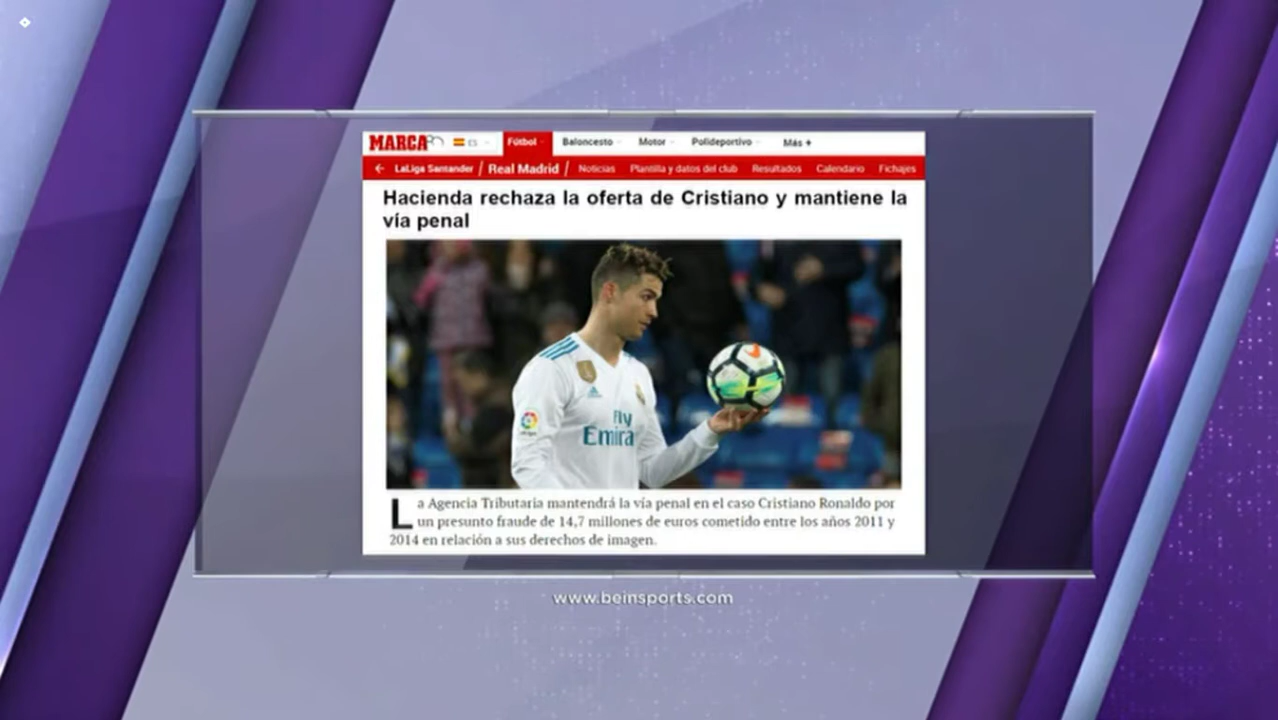 MARCA
ES
Fútbol
Baloncesto
Motor
Polideportivo
Más +
LaLiga Santander / Real Madrid / Noticias Plantilla y datos del club Resultados Calendario Fichajes
Hacienda rechaza la oferta de Cristiano y mantiene la
vía penal
Fly
Emira
La Agencia Tributaria mantendrá la vía penal en el caso Cristiano Ronaldo por
un presunto fraude de 14,7 millones de euros cometido entre los años 2011 y
2014 en relación a sus derechos de imagen.
www.beinsports.com